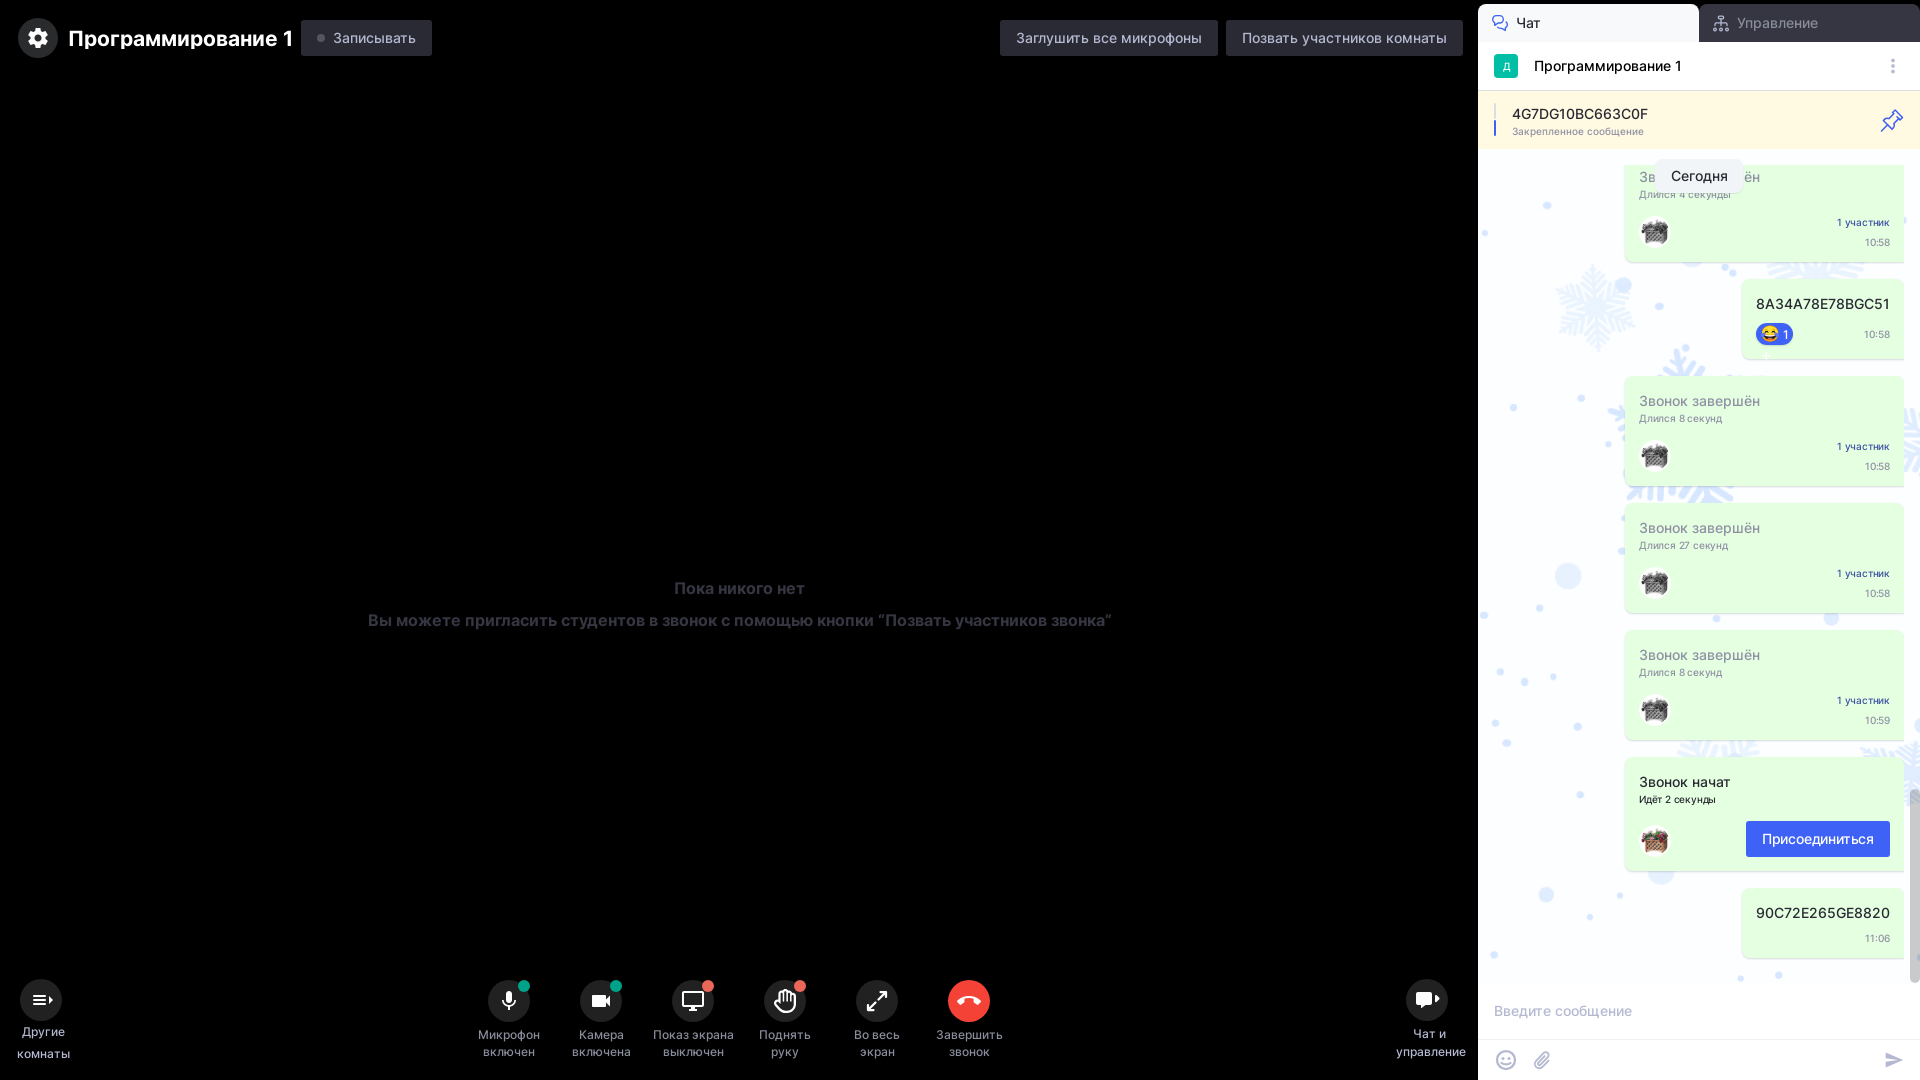 Программирование 1
Записывать
Заглушить все микрофоны
Позвать участников комнаты
Пока никого нет
Вы можете пригласить студентов в звонок с помощью кнопки “Позвать участников звонка”
Другие
комнаты
Микрофон
включен
Камера
включена
Показ экрана
выключен
Поднять
руку
Во весь
экран
Завершить
звонок
Чат и
управление
Чат
Управление
Д
Программирование 1
4G7DG10BC663C0F
Закрепленное сообщение
Сегодня
Длился 4 секунды
1 участник
10:58
8A34A78E78BGC51
1
10:58
Звонок завершён
Длился 8 секунд
1 участник
10:58
Звонок завершён
Длился 27 секунд
1 участник
10:58
Звонок завершён
Длился 8 секунд
1 участник
10:59
Звонок начат
Идёт 2 секунды
Присоединиться
90C72E265GE8820
11:06
Введите сообщение